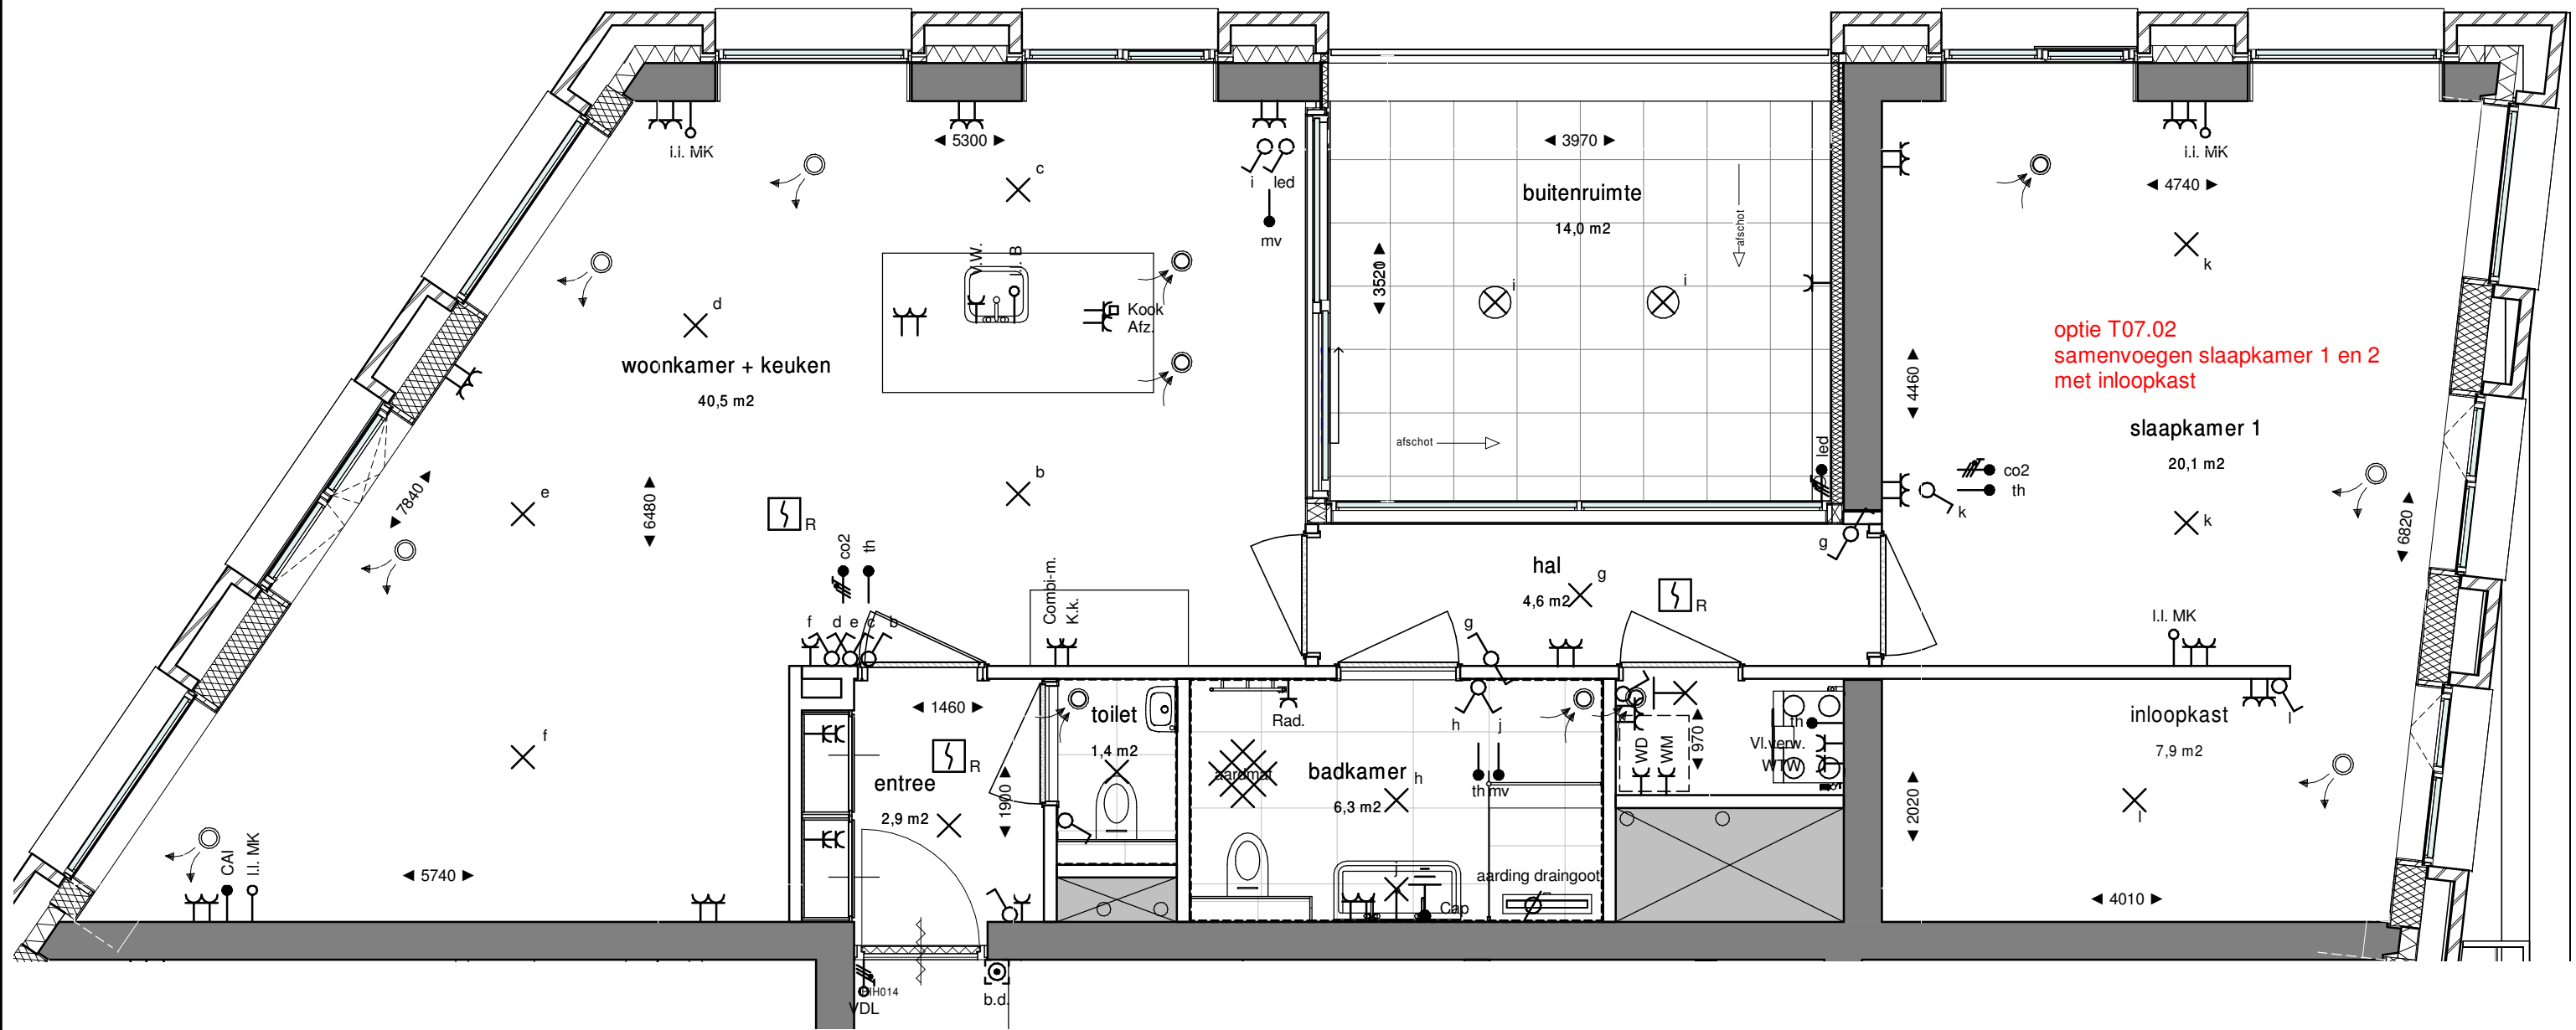 i.i. MK
◄ 5300 ►
c
i
led
mv
◄ 3970 ►
buitenruimte
14,0 m2
afschot
i.i. MK
◄ 4740 ►
k
d
woonkamer + keuken
40,5 m2
Kook
Afz.
◄ 3520 ►
i
i
optie T07.02
samenvoegen slaapkamer 1 en 2
met inloopkast
◄ 4460 ►
slaapkamer 1
20,1 m2
afschot
led
co2
th
k
k
◄ 6820 ►
◄ 7840 ►
e
◄ 6480 ►
R
b
co2
th
f
d
e
c
b
Combi-m.
K.k.
hal
4,6 m2
g
g
R
g
l.l. MK
f
◄ 1460 ►
R
entree
2,9 m2
◄ 1900 ►
toilet
1,4 m2
Rad.
aardmat
badkamer
6,3 m2
h
h
j
th
mv
WD
WM
◄ 970 ►
th
Vl.verw.
WTW
inloopkast
7,9 m2
l
l
◄ 2020 ►
◄ 4010 ►
CAI
l.l. MK
◄ 5740 ►
j
Cap
aarding draingoot
VDL
b.d.